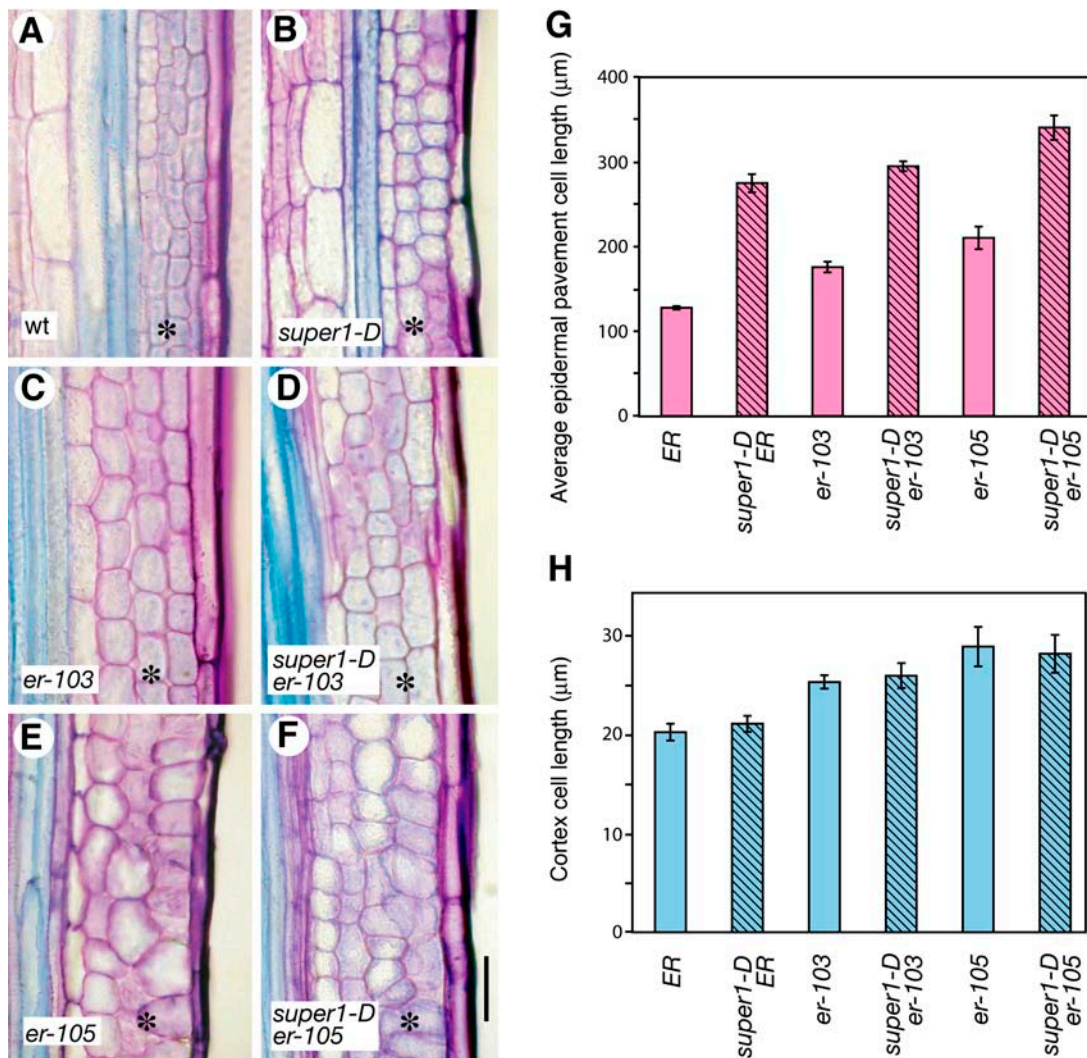 A
wt
B
super1-D
*
*
C
er-103
*
D
super1-D
er-103
*
E
er-105
*
F
super1-D
er-105
*
G
Average epidermal pavement cell length (μm)
400
300
200
100
0
ER
super1-D
ER
er-103
super1-D
er-103
er-105
super1-D
er-105
H
Cortex cell length (μm)
30
20
10
0
ER
super1-D
ER
er-103
super1-D
er-103
er-105
super1-D
er-105